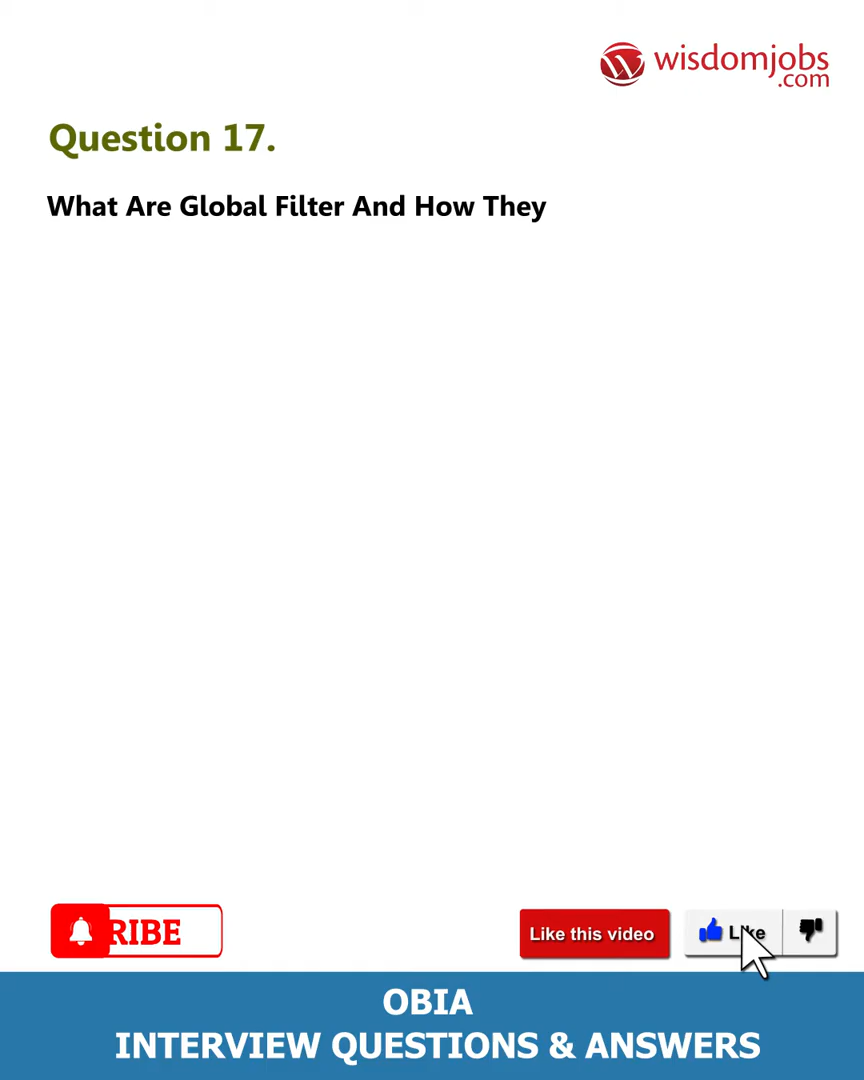 wisdomjobs
.com
Question 17.
What Are Global Filter And How They
RIBE
Like this video
Like
OBIA
INTERVIEW QUESTIONS & ANSWERS